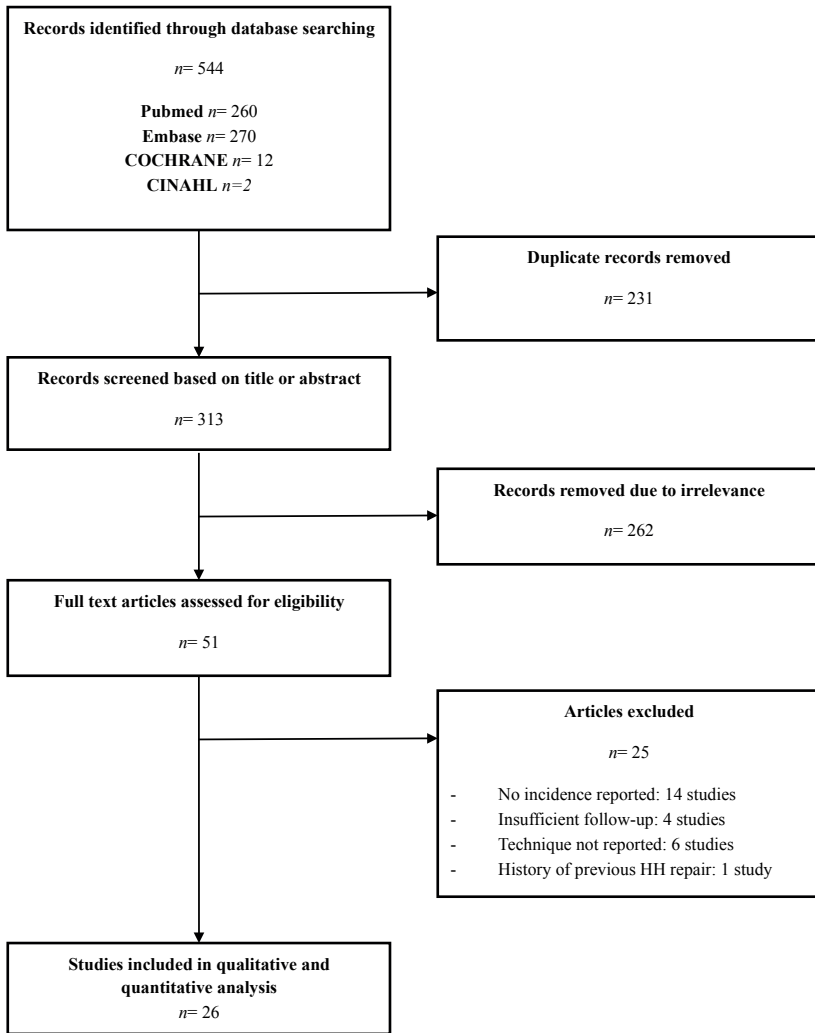 Records identified through database searching
n= 544
Pubmed n= 260
Embase n= 270
COCHRANE n= 12
CINAHL n=2
Duplicate records removed
n= 231
Records screened based on title or abstract
n= 313
Records removed due to irrelevance
n= 262
Full text articles assessed for eligibility
n= 51
Articles excluded
n= 25
- No incidence reported: 14 studies
- Insufficient follow-up: 4 studies
- Technique not reported: 6 studies
- History of previous HH repair: 1 study
Studies included in qualitative and
quantitative analysis
n= 26